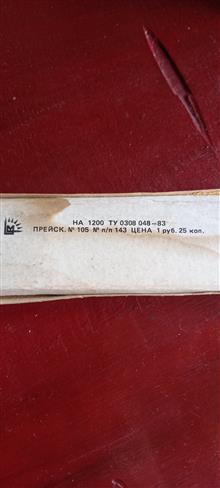 НА 1200 ТУ 0308 048-83
ПРЕЙСК. № 105 № п/п 143 ЦЕНА 1 руб. 25 коп.